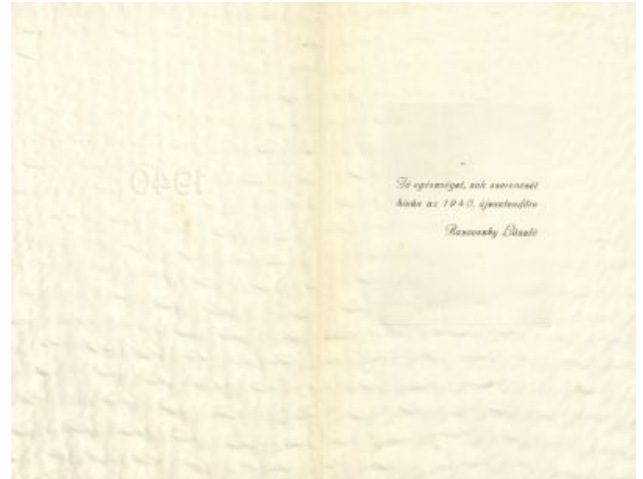 1940
Jó egészséget, sok szerencsét
kíván az 1940. újesztendőre
László